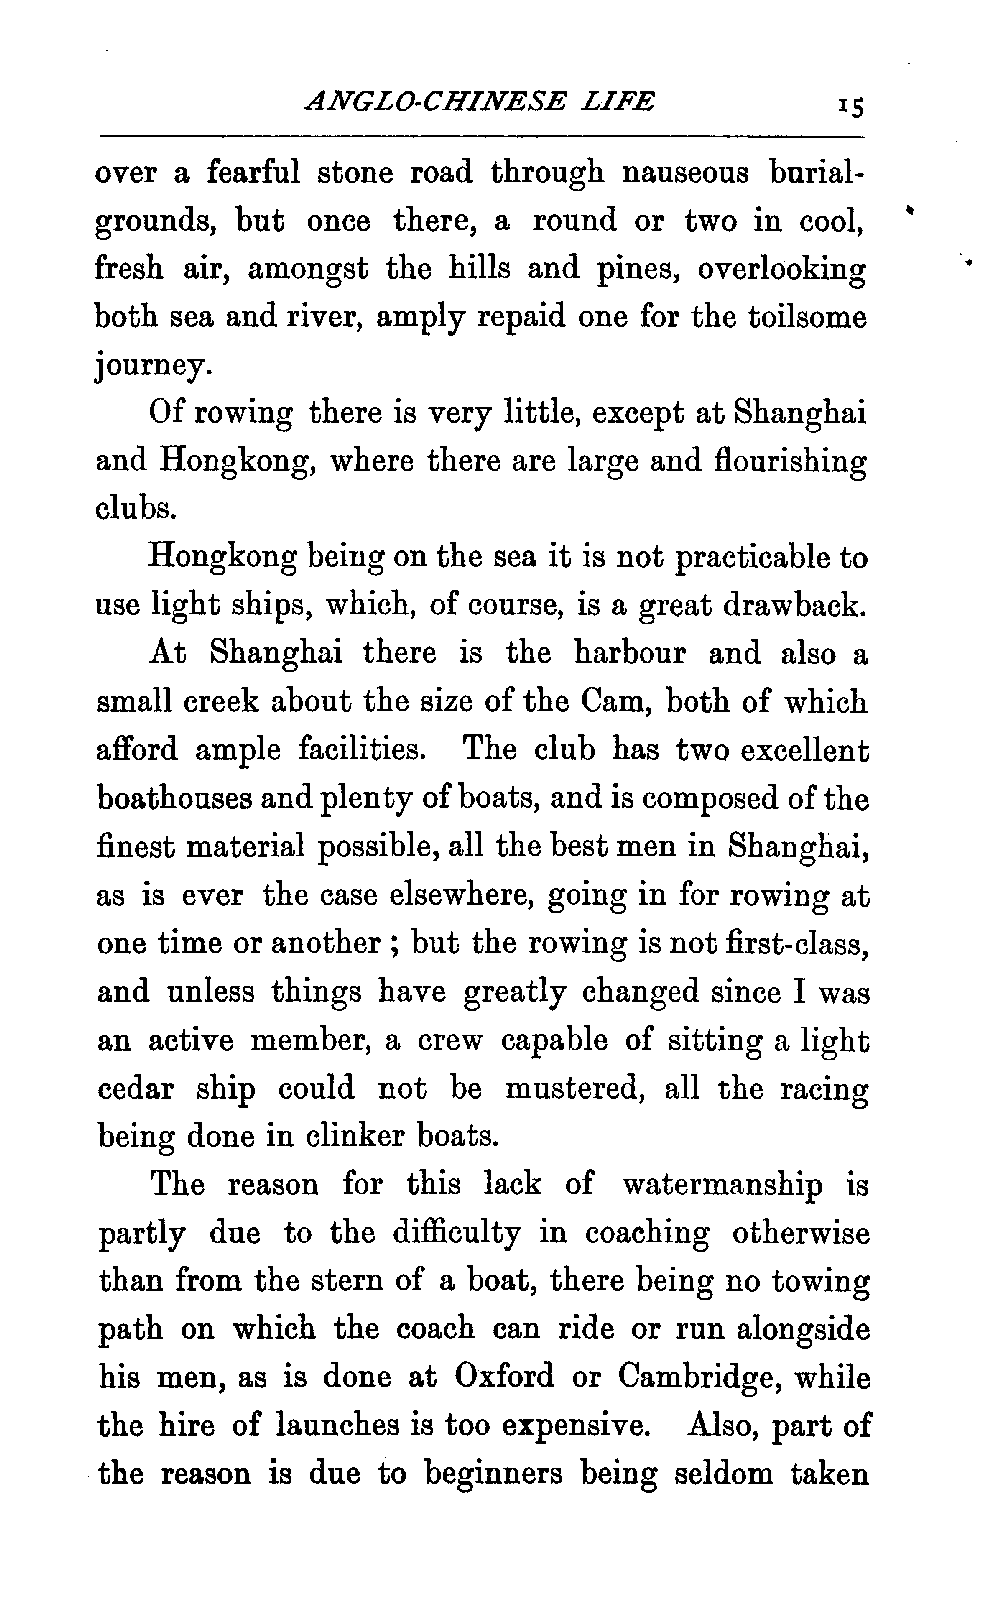 ANGLO-CHINESE LIFE 15
over a fearful stone road through nauseous burial-
grounds, but once there, a round or two in cool,
fresh air, amongst the hills and pines, overlooking
both sea and river, amply repaid one for the toilsome
journey.
Of rowing there is very little, except at Shanghai
and Hongkong, where there are large and flourishing
clubs.
Hongkong being on the sea it is not practicable to
use light ships, which, of course, is a great drawback.
At Shanghai there is the harbour and also a
small creek about the size of the Cam, both of which
afford ample facilities. The club has two excellent
boathouses and plenty of boats, and is composed of the
finest material possible, all the best men in Shanghai,
as is ever the case elsewhere, going in for rowing at
one time or another ; but the rowing is not first-class,
and unless things have greatly changed since I was
an active member, a crew capable of sitting a light
cedar ship could not be mustered, all the racing
being done in clinker boats.
The reason for this lack of watermanship is
partly due to the difficulty in coaching otherwise
than from the stern of a boat, there being no towing
path on which the coach can ride or run alongside
his men, as is done at Oxford or Cambridge, while
the hire of launches is too expensive. Also, part of
the reason is due to beginners being seldom taken